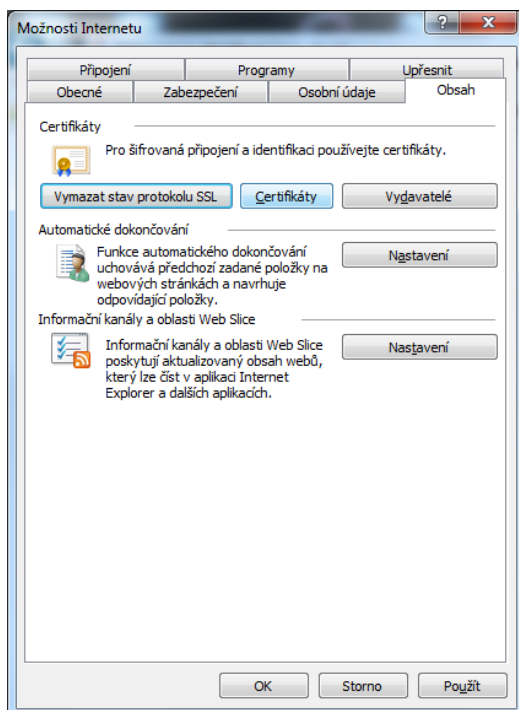 Možnosti Internetu
Připojení Programy Upřesnit
Obecné Zabezpečení Osobní údaje Obsah
Certifikáty
Pro šifrovaná připojení a identifikaci používejte certifikáty.
Vymazat stav protokolu SSL Certifikáty Vydavatelé
Automatické dokončování
Funkce automatického dokončování
uchovává předchozí zadané položky na
webových stránkách a navrhuje
odpovídající položky.
Nastavení
Informační kanály a oblasti Web Slice
Informační kanály a oblasti Web Slice
poskytují aktualizovaný obsah webů,
který lze číst v aplikaci Internet
Explorer a dalších aplikacích.
Nastavení
OK Storno Použít